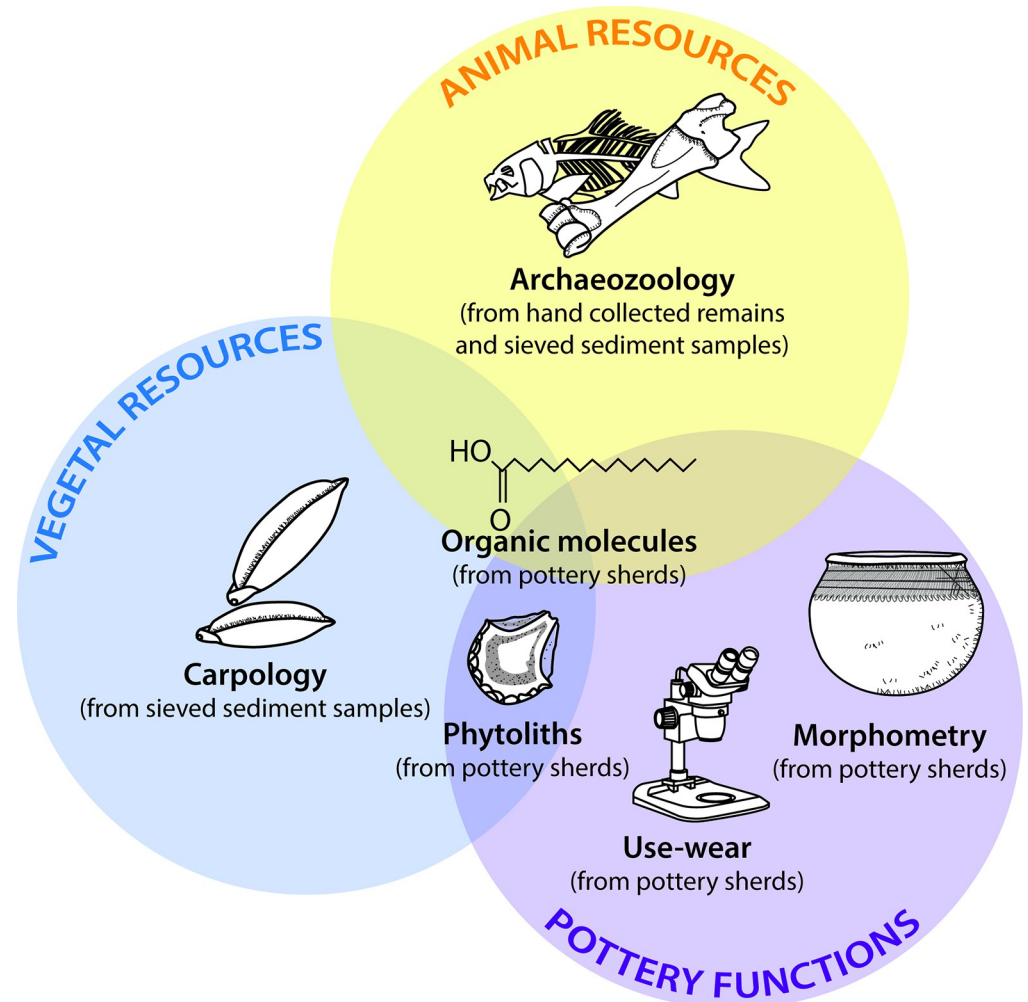 ANIMAL RESOURCES
Archaeozoology
(from hand collected remains
and sieved sediment samples)
VEGETAL RESOURCES
HO
O
Organic molecules
(from pottery sherds)
Carpology
(from sieved sediment samples)
Phytoliths
(from pottery sherds)
Morphometry
(from pottery sherds)
Use-wear
(from pottery sherds)
POTTERY FUNCTIONS